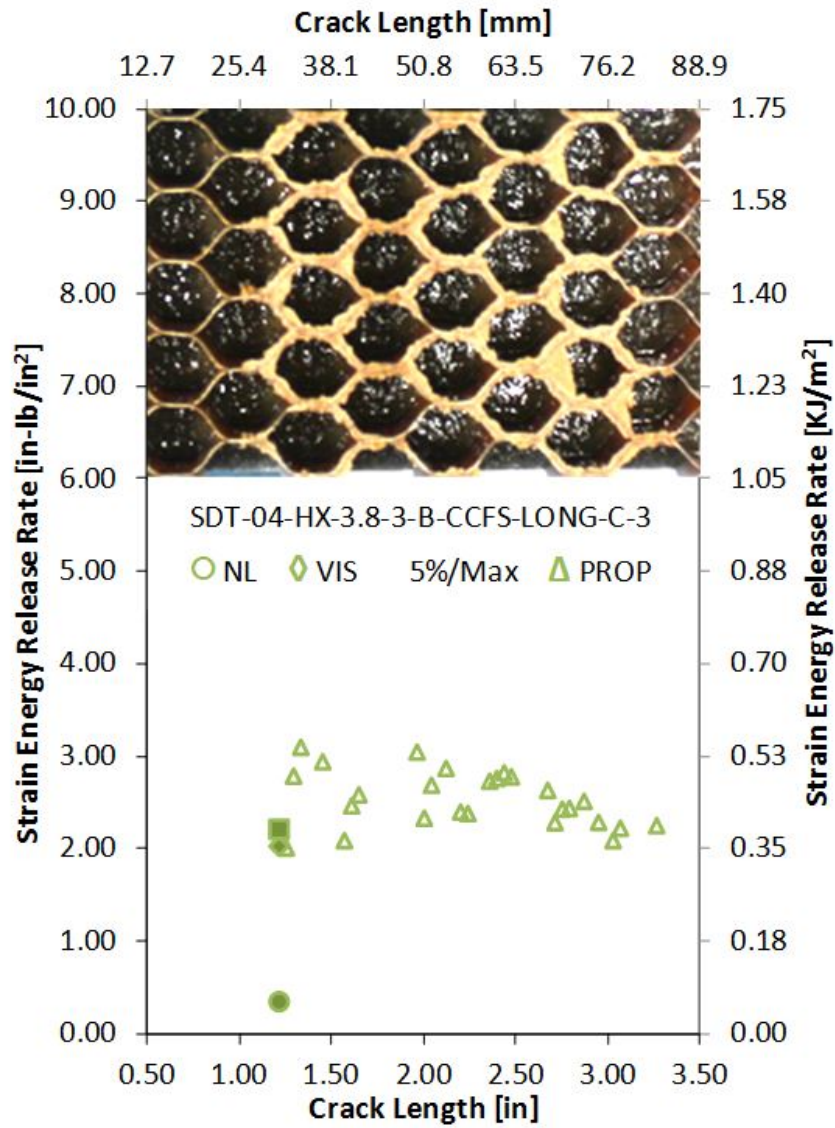 Crack Length [mm]
12.7 25.4 38.1 50.8 63.5 76.2 88.9
10.00 1.75
9.00 1.58
8.00 1.40
7.00 1.23
6.00 1.05
SDT-04-HX-3.8-3-B-CCFS-LONG-C-3
NL VIS 5%/Max PROP
5.00 0.88
4.00 0.70
3.00 0.53
2.00 0.35
1.00 0.18
0.00 0.00
Strain Energy Release Rate [in-lb/in²]
Strain Energy Release Rate [KJ/m²]
0.50 1.00 1.50 2.00 2.50 3.00 3.50
Crack Length [in]